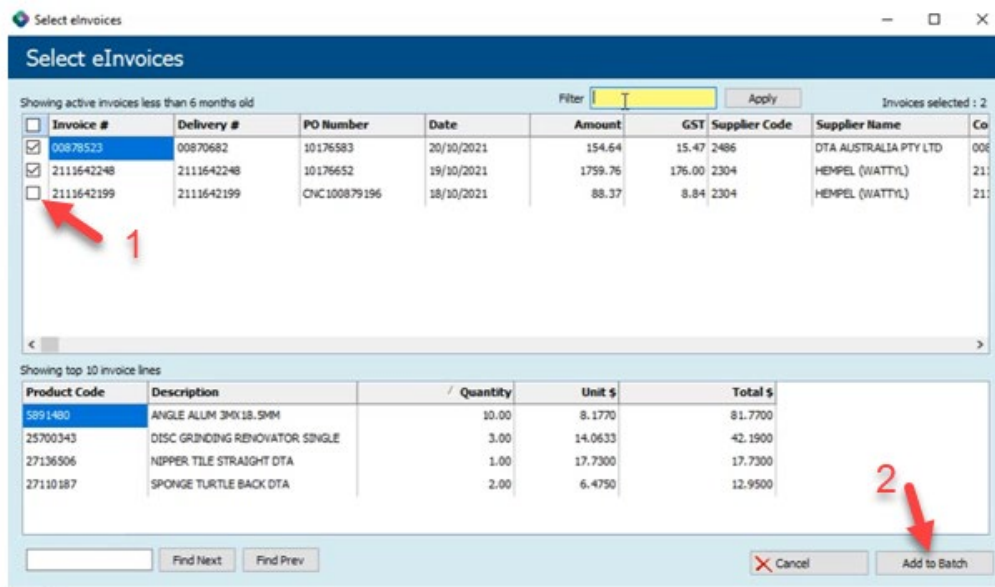 Select eInvoices
Select eInvoices
Showing active invoices less than 6 months old Filter Apply Invoices selected : 2
Invoice # Delivery # PO Number Date Amount GST Supplier Code Supplier Name Co
00878523 00870682 10176583 20/10/2021 154.64 15.47 2486 DTA AUSTRALIA PTY LTD 008
2111642248 2111642248 10176652 19/10/2021 1759.76 176.00 2304 HEMPEL (WATTYL) 211
2111642199 2111642199 CNC100879196 18/10/2021 88.37 8.84 2304 HEMPEL (WATTYL) 211
1
Showing top 10 invoice lines
Product Code Description Quantity Unit $ Total $
5891480 ANGLE ALUM 3MX18.5MM 10.00 8.1770 81.7700
25700343 DISC GRINDING RENOVATOR SINGLE 3.00 14.0633 42.1900
27136506 NIPPER TILE STRAIGHT DTA 1.00 17.7300 17.7300
27110187 SPONGE TURTLE BACK DTA 2.00 6.4750 12.9500
2
Find Next Find Prev Cancel Add to Batch